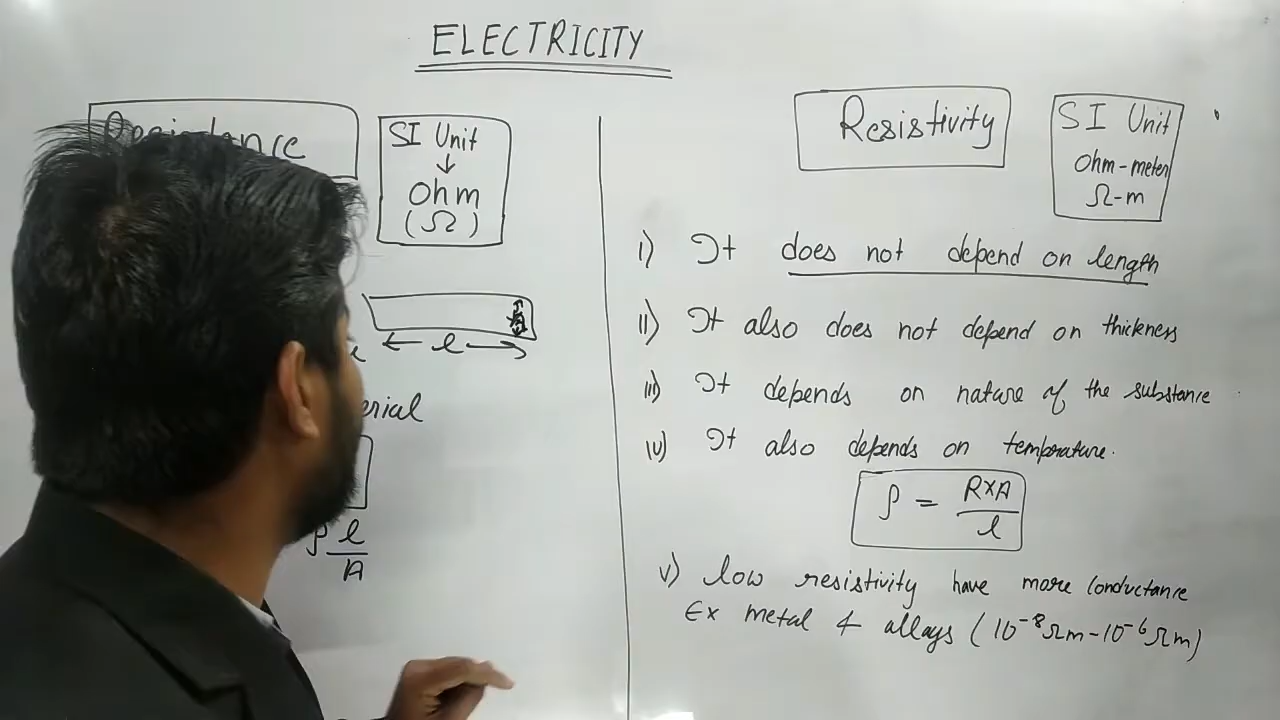 ELECTRICITY
SI Unit
↓
Ohm
(Ω)
← l →
l
A
Resistivity
SI Unit
Ohm-meter
Ω-m
i) It does not depend on length
ii) It also does not depend on thickness
iii) It depends on nature of the substance
iv) It also depends on temperature.
ρ = R×A
l
v) low resistivity have more conductance
Ex metal & allays (10⁻⁸Ωm-10⁻⁶Ωm)